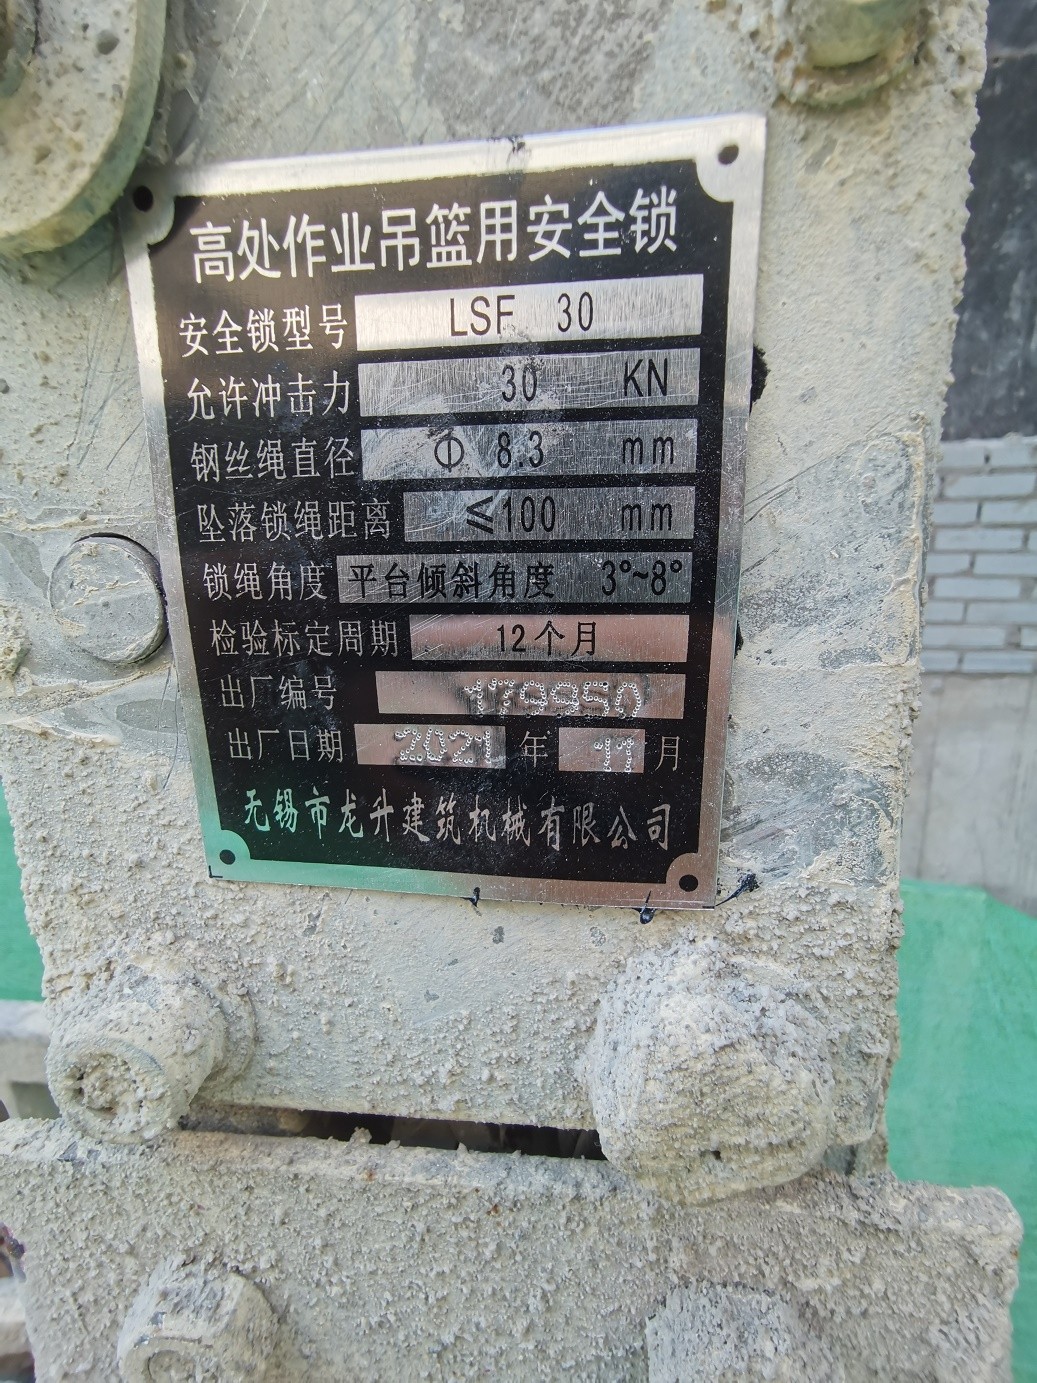 高处作业吊篮用安全锁
安全锁型号 LSF 30
允许冲击力 30 KN
钢丝绳直径 Φ 8.3 mm
坠落锁绳距离 ≤100 mm
锁绳角度 平台倾斜角度 3°~8°
检验标定周期 12个月
出厂编号 179950
出厂日期 2021 年 11 月
无锡市龙升建筑机械有限公司